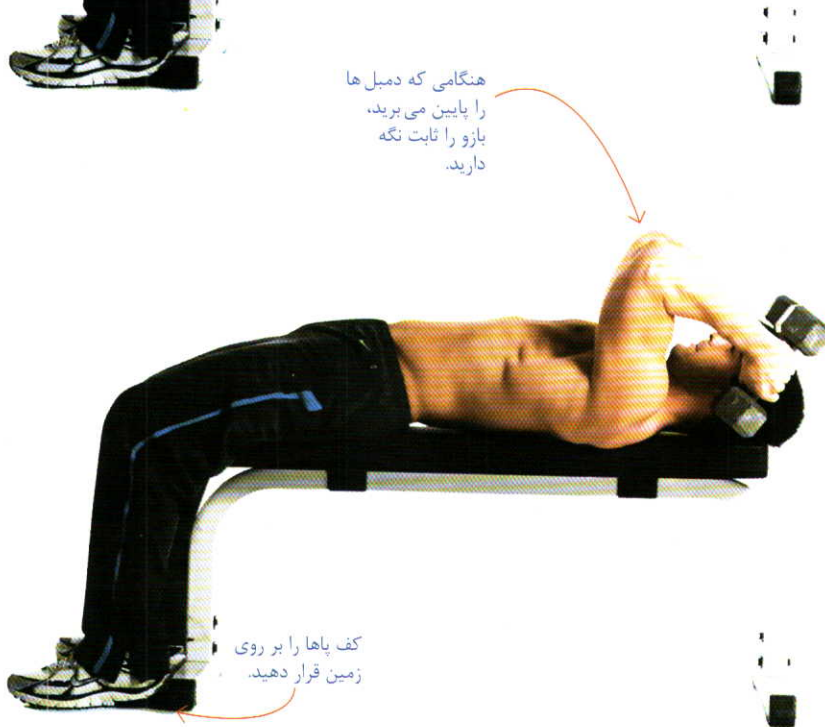 هنگامی که دمبل ها
را پایین می برید،
بازو را ثابت نگه
دارید.
کف پاها را بر روی
زمین قرار دهید.